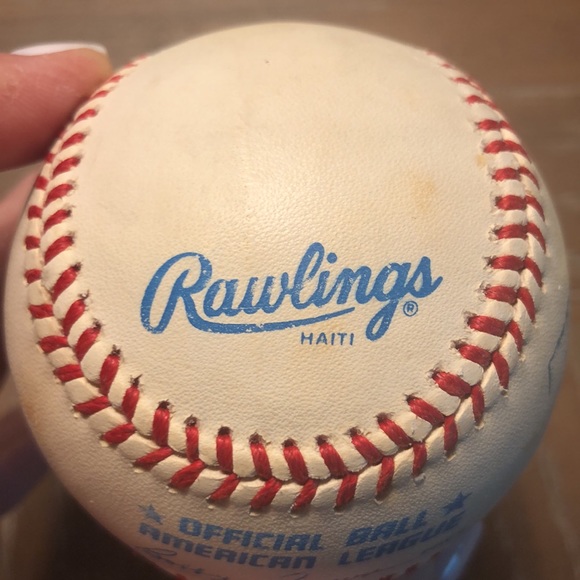 Rawlings ®
HAITI
★ OFFICIAL BALL ★
AMERICAN LEAGUE